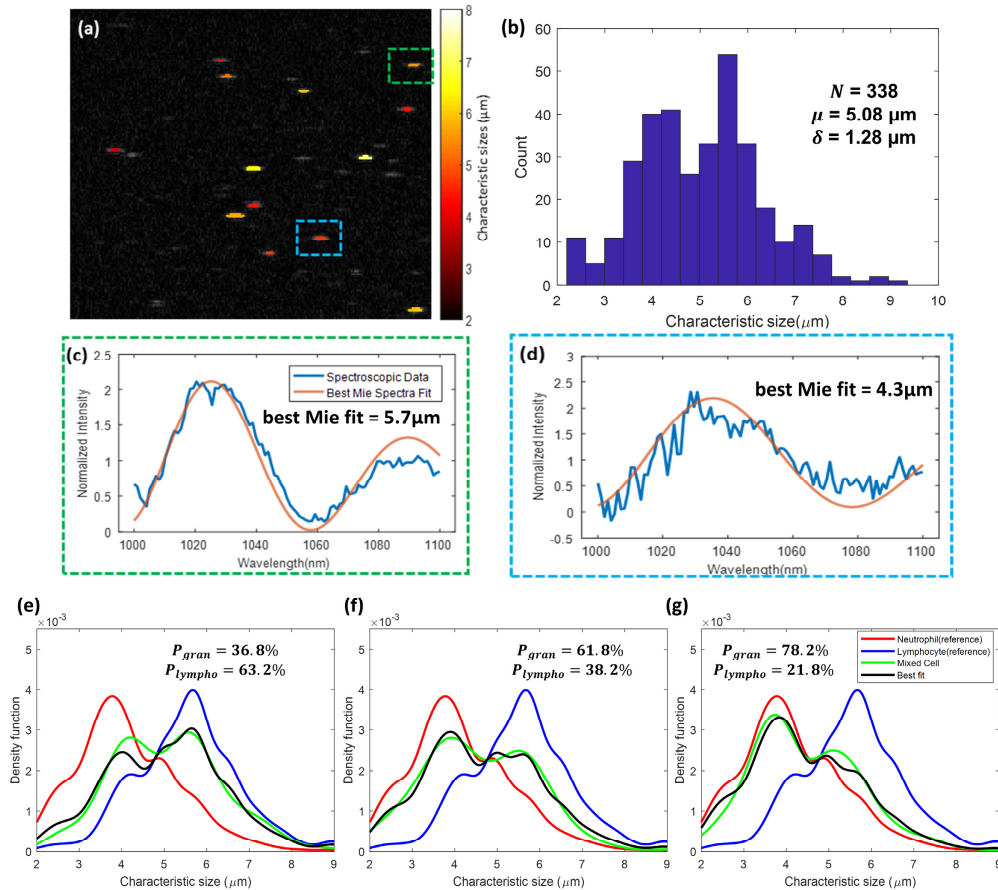 (a)
8
7
6
5
4
3
2
Characteristic sizes (μm)
(b)
60
50
40
30
20
10
0
Count
N = 338
μ = 5.08 μm
δ = 1.28 μm
2 3 4 5 6 7 8 9 10
Characteristic size(μm)
(c)
2.5
2
1.5
1
0.5
0
Normalized Intensity
Spectroscopic Data
Best Mie Spectra Fit
best Mie fit = 5.7μm
1000 1020 1040 1060 1080 1100
Wavelength(nm)
(d)
3
2.5
2
1.5
1
0.5
0
-0.5
Normalized Intensity
best Mie fit = 4.3μm
1000 1020 1040 1060 1080 1100
Wavelength(nm)
(e)
×10⁻³
5
4
3
2
1
0
Density function
P_gran = 36.8%
P_lympho = 63.2%
2 3 4 5 6 7 8 9
Characteristic size (μm)
(f)
×10⁻³
5
4
3
2
1
0
Density function
P_gran = 61.8%
P_lympho = 38.2%
2 3 4 5 6 7 8 9
Characteristic size (μm)
(g)
×10⁻³
5
4
3
2
1
0
Density function
P_gran = 78.2%
P_lympho = 21.8%
Neutrophil(reference)
Lymphocyte(reference)
Mixed Cell
Best fit
2 3 4 5 6 7 8 9
Characteristic size (μm)